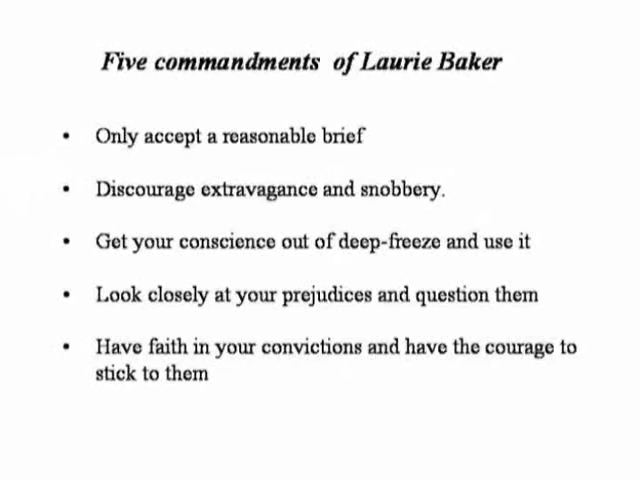 Five commandments of Laurie Baker
• Only accept a reasonable brief
• Discourage extravagance and snobbery.
• Get your conscience out of deep-freeze and use it
• Look closely at your prejudices and question them
• Have faith in your convictions and have the courage to
stick to them